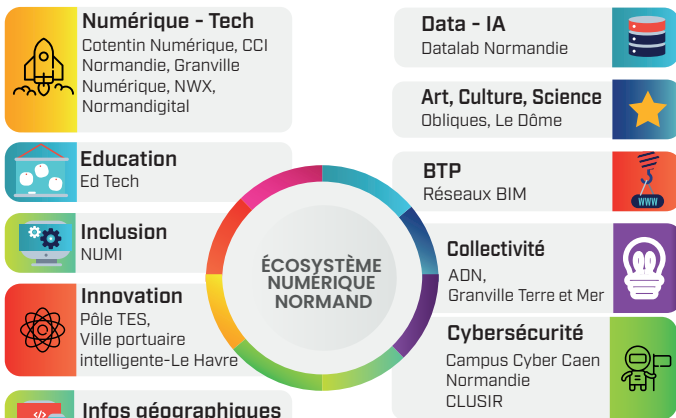 Numérique - Tech
Cotentin Numérique, CCI
Normandie, Granville
Numérique, NWX,
Normandigital
Education
Ed Tech
Inclusion
NUMI
Innovation
Pôle TES,
Ville portuaire
intelligente-Le Havre
</>
Infos géographiques
ÉCOSYSTÈME
NUMÉRIQUE
NORMAND
Data - IA
Datalab Normandie
Art, Culture, Science
Obliques, Le Dôme
BTP
Réseaux BIM
WWW
Collectivité
ADN,
Granville Terre et Mer
Cybersécurité
Campus Cyber Caen
Normandie
CLUSIR